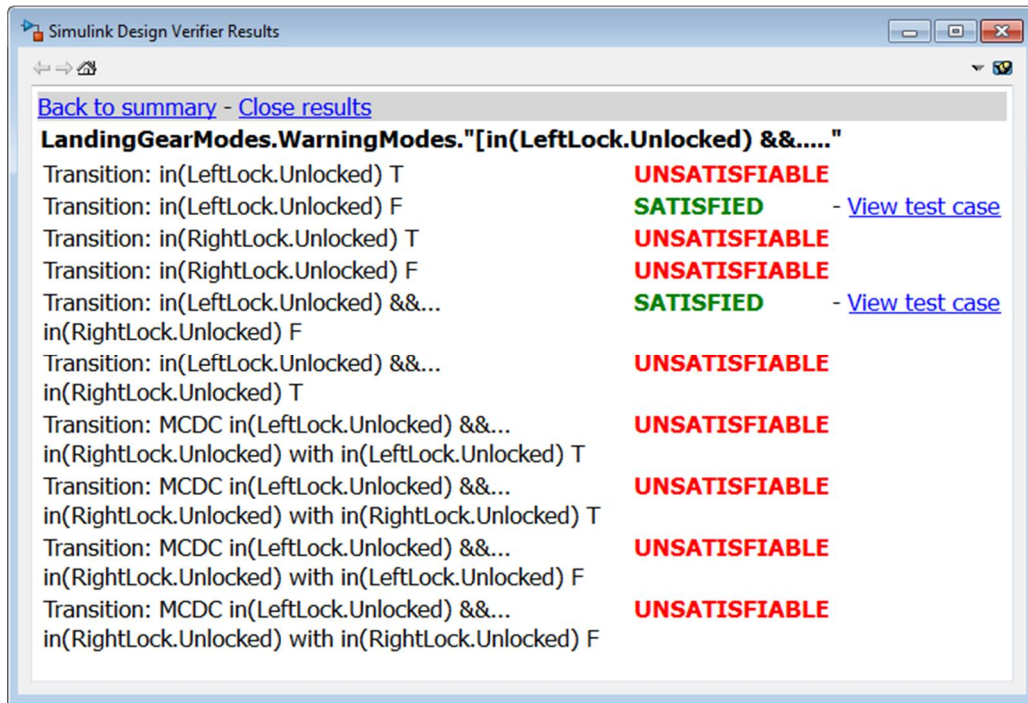 Simulink Design Verifier Results
Back to summary - Close results
LandingGearModes.WarningModes."[in(LeftLock.Unlocked) &&....."
Transition: in(LeftLock.Unlocked) T UNSATISFIABLE
Transition: in(LeftLock.Unlocked) F SATISFIED - View test case
Transition: in(RightLock.Unlocked) T UNSATISFIABLE
Transition: in(RightLock.Unlocked) F UNSATISFIABLE
Transition: in(LeftLock.Unlocked) &&... SATISFIED - View test case
in(RightLock.Unlocked) F
Transition: in(LeftLock.Unlocked) &&... UNSATISFIABLE
in(RightLock.Unlocked) T
Transition: MCDC in(LeftLock.Unlocked) &&... UNSATISFIABLE
in(RightLock.Unlocked) with in(LeftLock.Unlocked) T
Transition: MCDC in(LeftLock.Unlocked) &&... UNSATISFIABLE
in(RightLock.Unlocked) with in(RightLock.Unlocked) T
Transition: MCDC in(LeftLock.Unlocked) &&... UNSATISFIABLE
in(RightLock.Unlocked) with in(LeftLock.Unlocked) F
Transition: MCDC in(LeftLock.Unlocked) &&... UNSATISFIABLE
in(RightLock.Unlocked) with in(RightLock.Unlocked) F